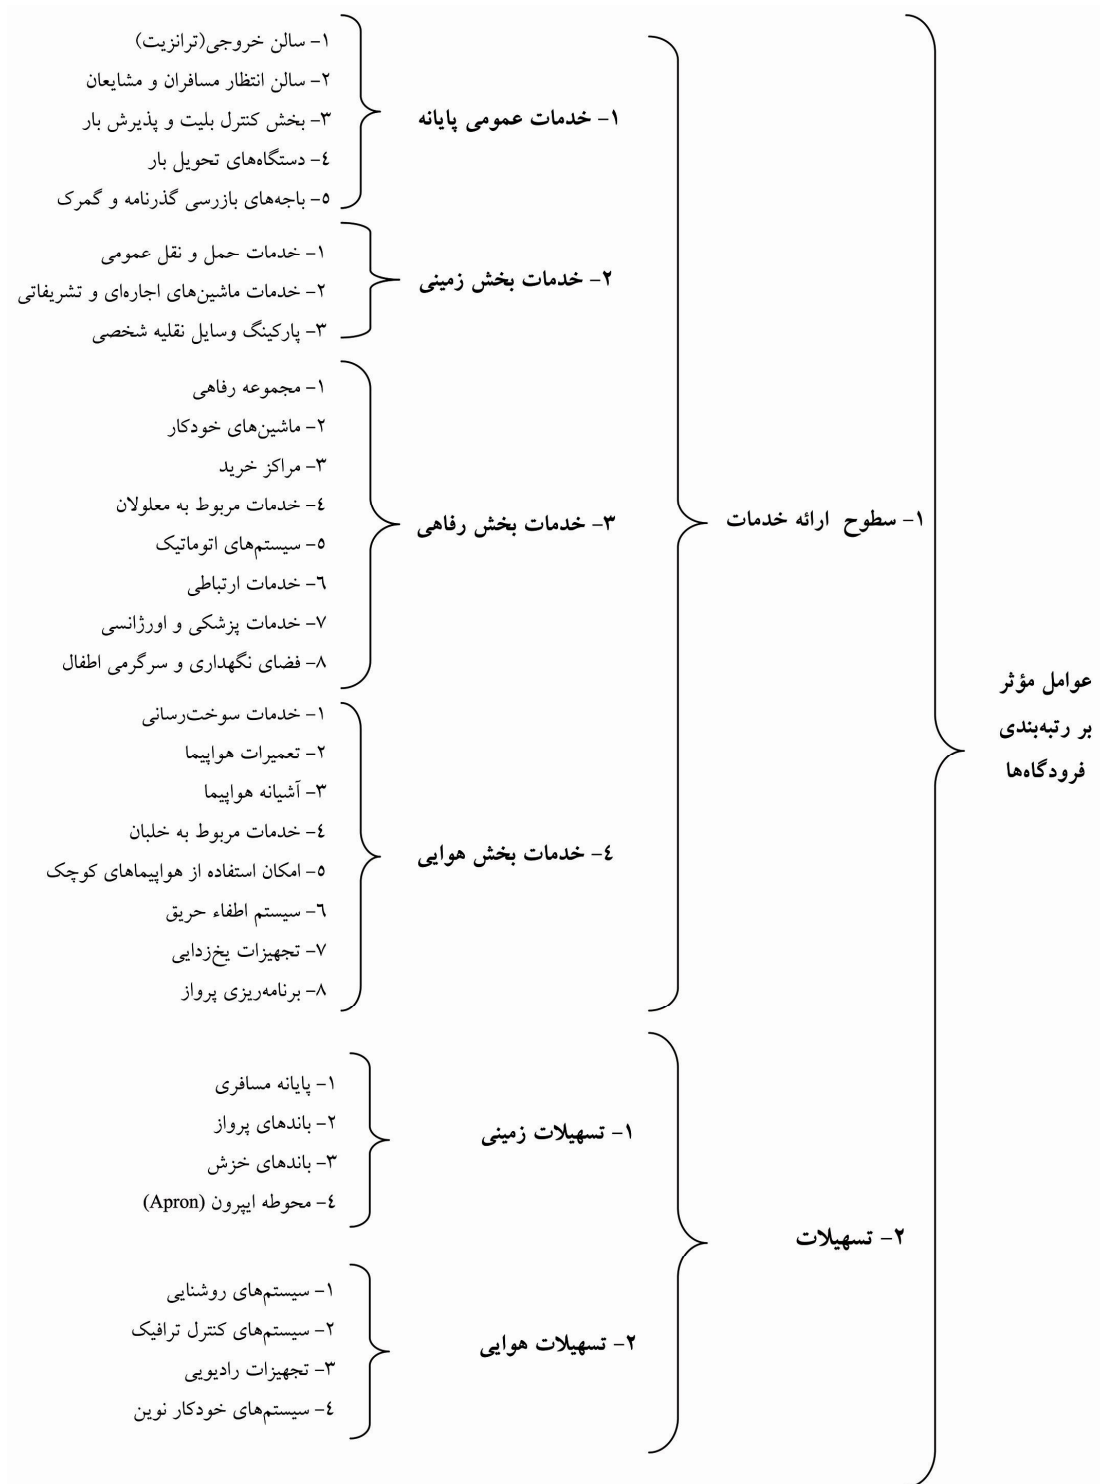 عوامل مؤثر
بر رتبه‌بندی
فرودگاه‌ها
۱- سطوح ارائه خدمات
۱- خدمات عمومی پایانه
۱- سالن خروجی(ترانزیت)
۲- سالن انتظار مسافران و مشایعان
۳- بخش کنترل بلیت و پذیرش بار
٤- دستگاه‌های تحویل بار
٥- باجه‌های بازرسی گذرنامه و گمرک
۲- خدمات بخش زمینی
۱- خدمات حمل و نقل عمومی
۲- خدمات ماشین‌های اجاره‌ای و تشریفاتی
۳- پارکینگ وسایل نقلیه شخصی
۳- خدمات بخش رفاهی
۱- مجموعه رفاهی
۲- ماشین‌های خودکار
۳- مراکز خرید
٤- خدمات مربوط به معلولان
٥- سیستم‌های اتوماتیک
٦- خدمات ارتباطی
۷- خدمات پزشکی و اورژانسی
۸- فضای نگهداری و سرگرمی اطفال
٤- خدمات بخش هوایی
۱- خدمات سوخت‌رسانی
۲- تعمیرات هواپیما
۳- آشیانه هواپیما
٤- خدمات مربوط به خلبان
٥- امکان استفاده از هواپیماهای کوچک
٦- سیستم اطفاء حریق
۷- تجهیزات یخ‌زدایی
۸- برنامه‌ریزی پرواز
۲- تسهیلات
۱- تسهیلات زمینی
۱- پایانه مسافری
۲- باندهای پرواز
۳- باندهای خزش
٤- محوطه اپرون (Apron)
۲- تسهیلات هوایی
۱- سیستم‌های روشنایی
۲- سیستم‌های کنترل ترافیک
۳- تجهیزات رادیویی
٤- سیستم‌های خودکار نوین